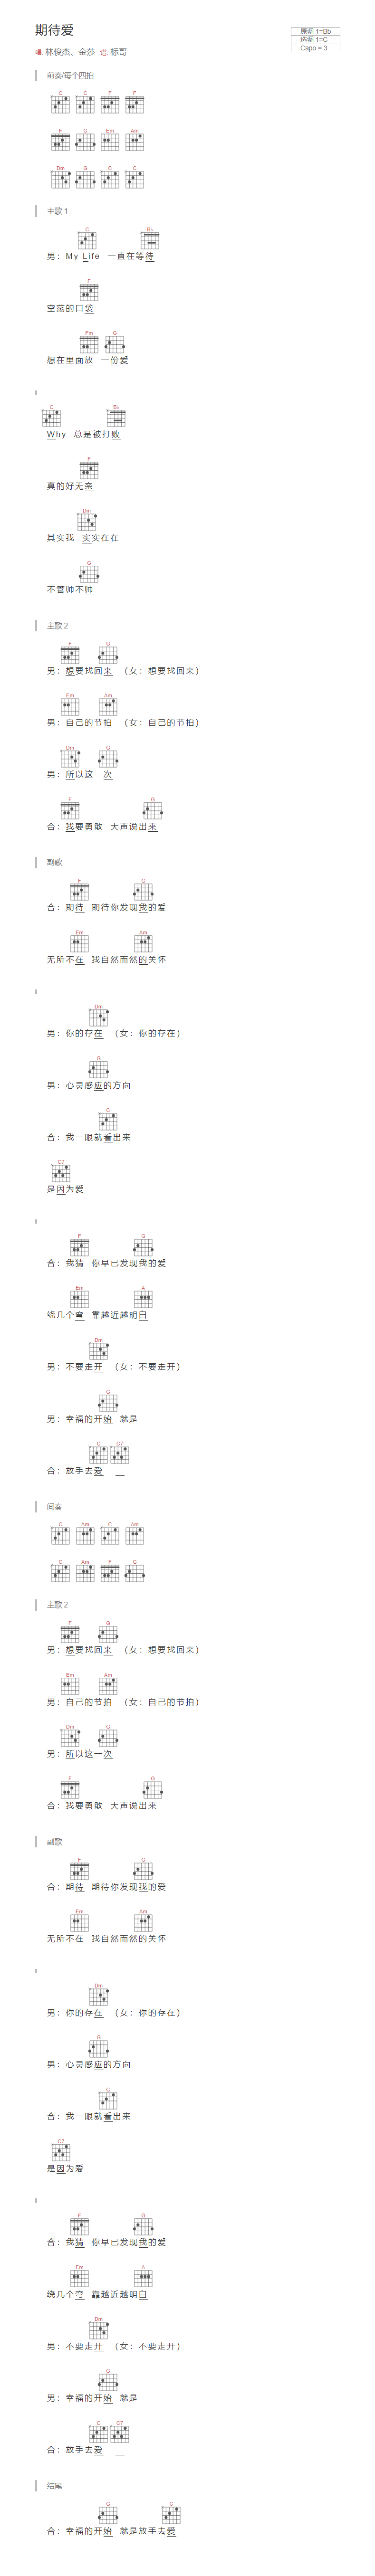 期待爱
原调 1=Bb
选调 1=C
Capo = 3
唱 林俊杰、金莎 谱 标哥
前奏/每个四拍
C C F F
F G Em Am
Dm G C C
主歌 1
C B♭
男：My Life 一直在等待
F
空落的口袋
Fm G
想在里面放 一份爱
C B♭
Why 总是被打败
F
真的好无奈
Dm
其实我 实实在在
G
不管帅不帅
主歌 2
F G
男：想要找回来 （女：想要找回来）
Em Am
男：自己的节拍 （女：自己的节拍）
Dm G
男：所以这一次
F G
合：我要勇敢 大声说出来
副歌
F G
合：期待 期待你发现我的爱
Em Am
无所不在 我自然而然的关怀
Dm
男：你的存在 （女：你的存在）
G
男：心灵感应的方向
C
合：我一眼就看出来
C7
是因为爱
F G
合：我猜 你早已发现我的爱
Em A
绕几个弯 靠越近越明白
Dm
男：不要走开 （女：不要走开）
G
男：幸福的开始 就是
C C7
合：放手去爱
间奏
C Am C Am
C Am F G
主歌 2
F G
男：想要找回来 （女：想要找回来）
Em Am
男：自己的节拍 （女：自己的节拍）
Dm G
男：所以这一次
F G
合：我要勇敢 大声说出来
副歌
F G
合：期待 期待你发现我的爱
Em Am
无所不在 我自然而然的关怀
Dm
男：你的存在 （女：你的存在）
G
男：心灵感应的方向
C
合：我一眼就看出来
C7
是因为爱
F G
合：我猜 你早已发现我的爱
Em A
绕几个弯 靠越近越明白
Dm
男：不要走开 （女：不要走开）
G
男：幸福的开始 就是
C C7
合：放手去爱
结尾
G C
合：幸福的开始 就是放手去爱